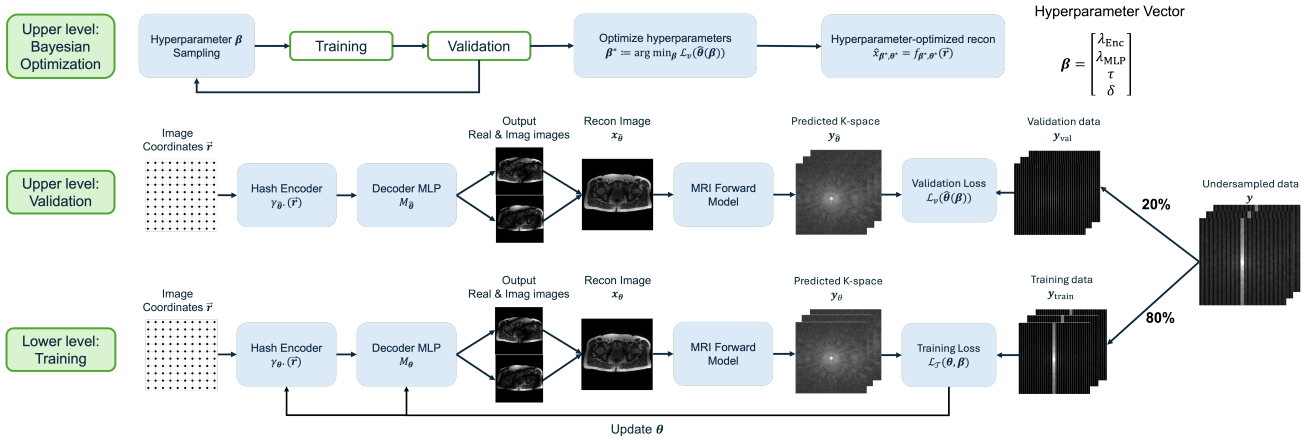 Upper level:
Bayesian
Optimization
Hyperparameter β
Sampling
Training
Validation
Optimize hyperparameters
β* ≔ arg min_β ℒ_v(θ̂(β))
Hyperparameter-optimized recon
x̂_β*,θ* = f_β*,θ*(r⃗)
Hyperparameter Vector
β = [λ_Enc
λ_MLP
τ
δ]
Upper level:
Validation
Image
Coordinates r⃗
Hash Encoder
γ_θ̂·(r⃗)
Decoder MLP
M_θ̂
Output
Real & Imag images
Recon Image
x_θ̂
MRI Forward
Model
Predicted K-space
y_θ̂
Validation Loss
ℒ_v(θ̂(β))
Validation data
y_val
20%
Undersampled data
y
Lower level:
Training
Image
Coordinates r⃗
Hash Encoder
γ_θ·(r⃗)
Decoder MLP
M_θ
Output
Real & Imag images
Recon Image
x_θ
MRI Forward
Model
Predicted K-space
y_θ
Training Loss
ℒ_𝒯(θ, β)
Training data
y_train
80%
Update θ